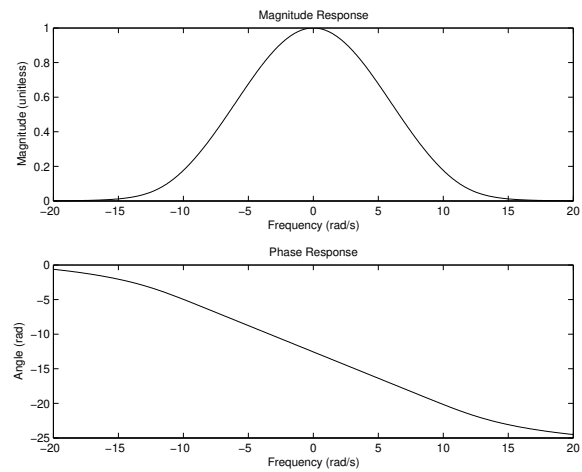 Magnitude Response
1
0.8
0.6
0.4
0.2
0
Magnitude (unitless)
−20 −15 −10 −5 0 5 10 15 20
Frequency (rad/s)
Phase Response
0
−5
−10
−15
−20
−25
Angle (rad)
−20 −15 −10 −5 0 5 10 15 20
Frequency (rad/s)